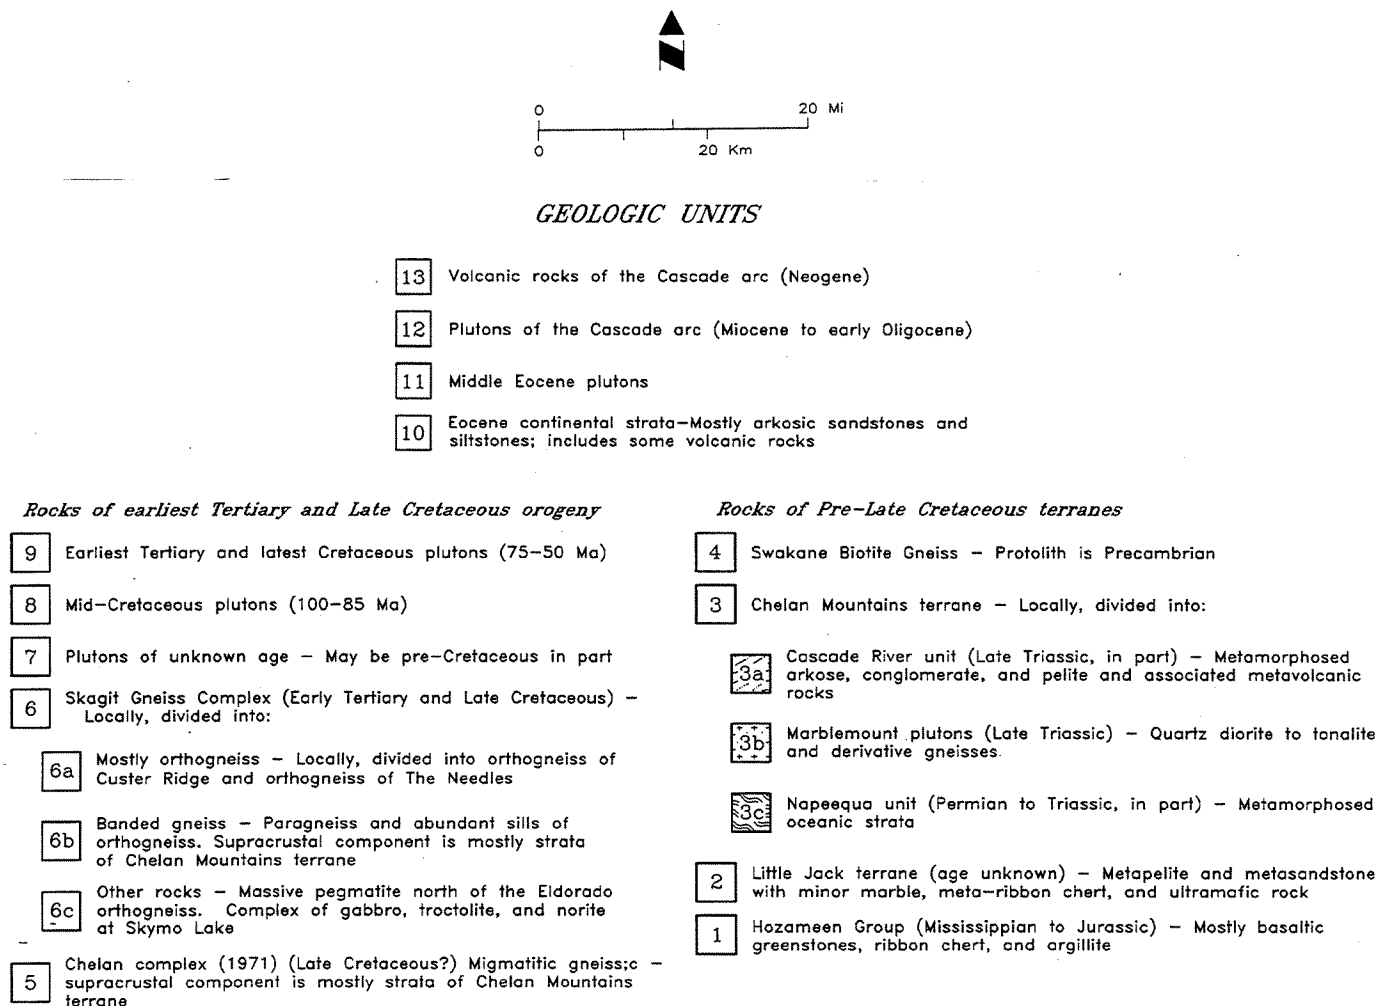 N
0 20 Mi
0 20 Km
GEOLOGIC UNITS
13 Volcanic rocks of the Cascade arc (Neogene)
12 Plutons of the Cascade arc (Miocene to early Oligocene)
11 Middle Eocene plutons
10 Eocene continental strata—Mostly arkosic sandstones and
siltstones; includes some volcanic rocks
Rocks of earliest Tertiary and Late Cretaceous orogeny
9 Earliest Tertiary and latest Cretaceous plutons (75–50 Ma)
8 Mid–Cretaceous plutons (100–85 Ma)
7 Plutons of unknown age – May be pre–Cretaceous in part
6 Skagit Gneiss Complex (Early Tertiary and Late Cretaceous) –
Locally, divided into:
6a Mostly orthogneiss – Locally, divided into orthogneiss of
Custer Ridge and orthogneiss of The Needles
6b Banded gneiss – Paragneiss and abundant sills of
orthogneiss. Supracrustal component is mostly strata
of Chelan Mountains terrane
6c Other rocks – Massive pegmatite north of the Eldorado
orthogneiss. Complex of gabbro, troctolite, and norite
at Skymo Lake
5 Chelan complex (1971) (Late Cretaceous?) Migmatitic gneiss;c –
supracrustal component is mostly strata of Chelan Mountains
terrane
Rocks of Pre–Late Cretaceous terranes
4 Swakane Biotite Gneiss – Protolith is Precambrian
3 Chelan Mountains terrane – Locally, divided into:
3a Cascade River unit (Late Triassic, in part) – Metamorphosed
arkose, conglomerate, and pelite and associated metavolcanic
rocks
3b Marblemount plutons (Late Triassic) – Quartz diorite to tonalite
and derivative gneisses.
3c Napeequa unit (Permian to Triassic, in part) – Metamorphosed
oceanic strata
2 Little Jack terrane (age unknown) – Metapelite and metasandstone
with minor marble, meta–ribbon chert, and ultramafic rock
1 Hozameen Group (Mississippian to Jurassic) – Mostly basaltic
greenstones, ribbon chert, and argillite